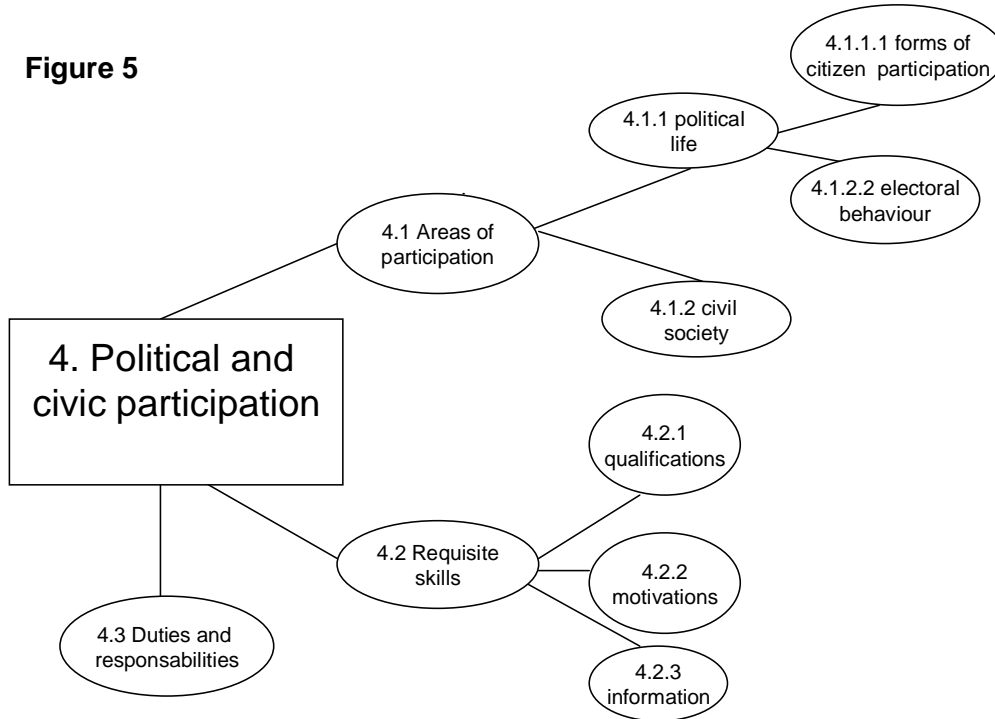 Figure 5
4.1.1.1 forms of
citizen participation
4.1.1 political
life
4.1.2.2 electoral
behaviour
4.1 Areas of
participation
4.1.2 civil
society
4. Political and
civic participation
4.2.1
qualifications
4.2 Requisite
skills
4.2.2
motivations
4.3 Duties and
responsabilities
4.2.3
information